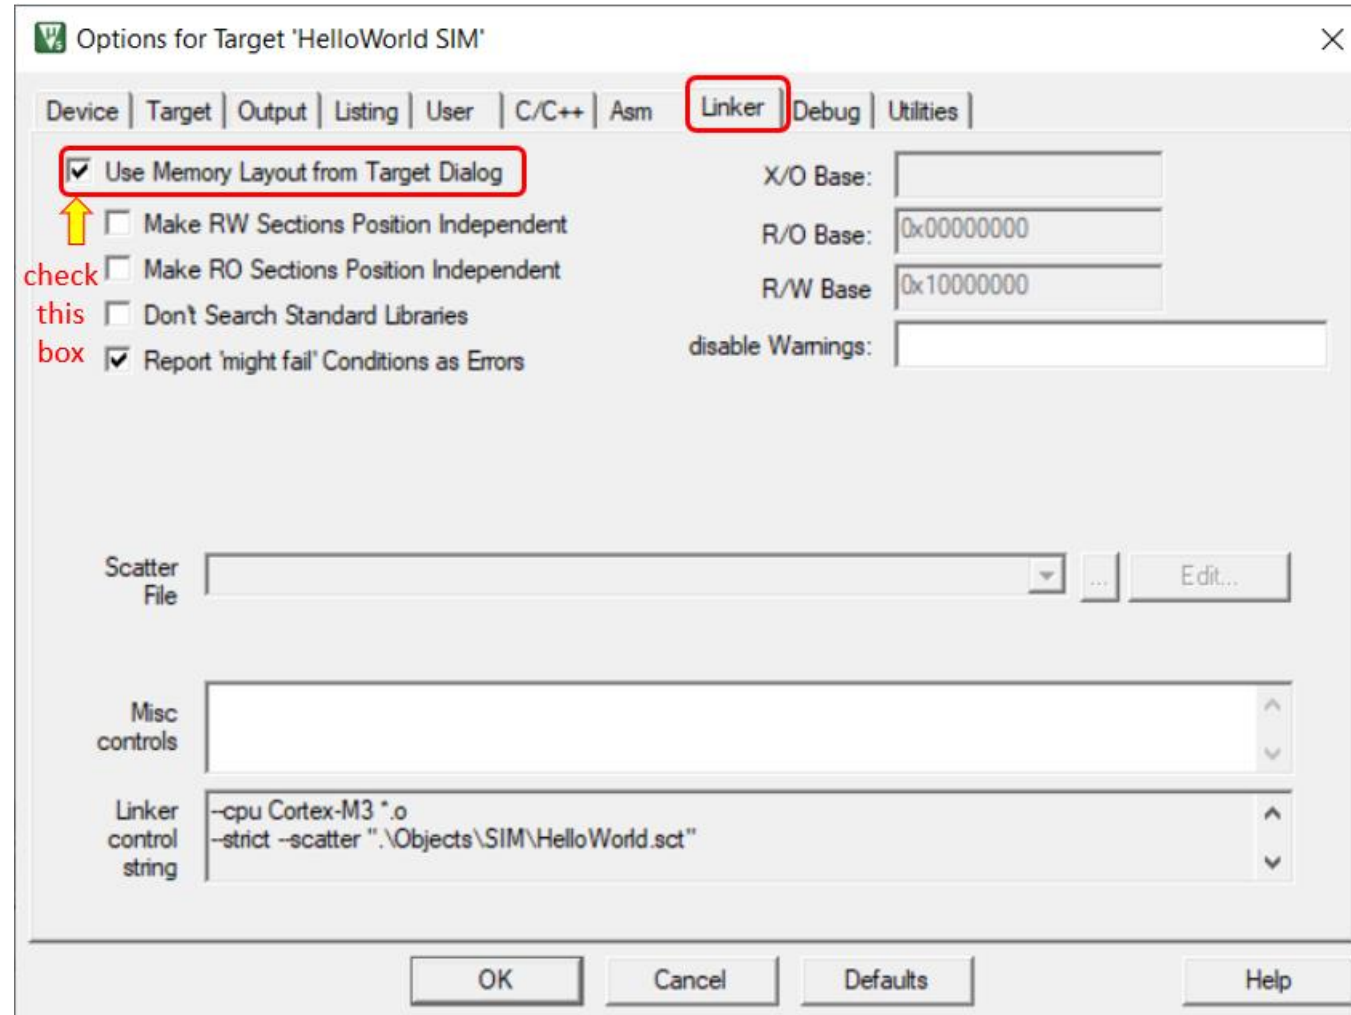 Options for Target 'HelloWorld SIM'
Device Target Output Listing User C/C++ Asm Linker Debug Utilities
Use Memory Layout from Target Dialog
Make RW Sections Position Independent
Make RO Sections Position Independent
Don't Search Standard Libraries
Report 'might fail' Conditions as Errors
check
this
box
X/O Base:
R/O Base: 0x00000000
R/W Base 0x10000000
disable Warnings:
Scatter
File
... Edit...
Misc
controls
Linker
control
string
--cpu Cortex-M3 *.o
--strict --scatter ".\Objects\SIM\HelloWorld.sct"
OK Cancel Defaults Help